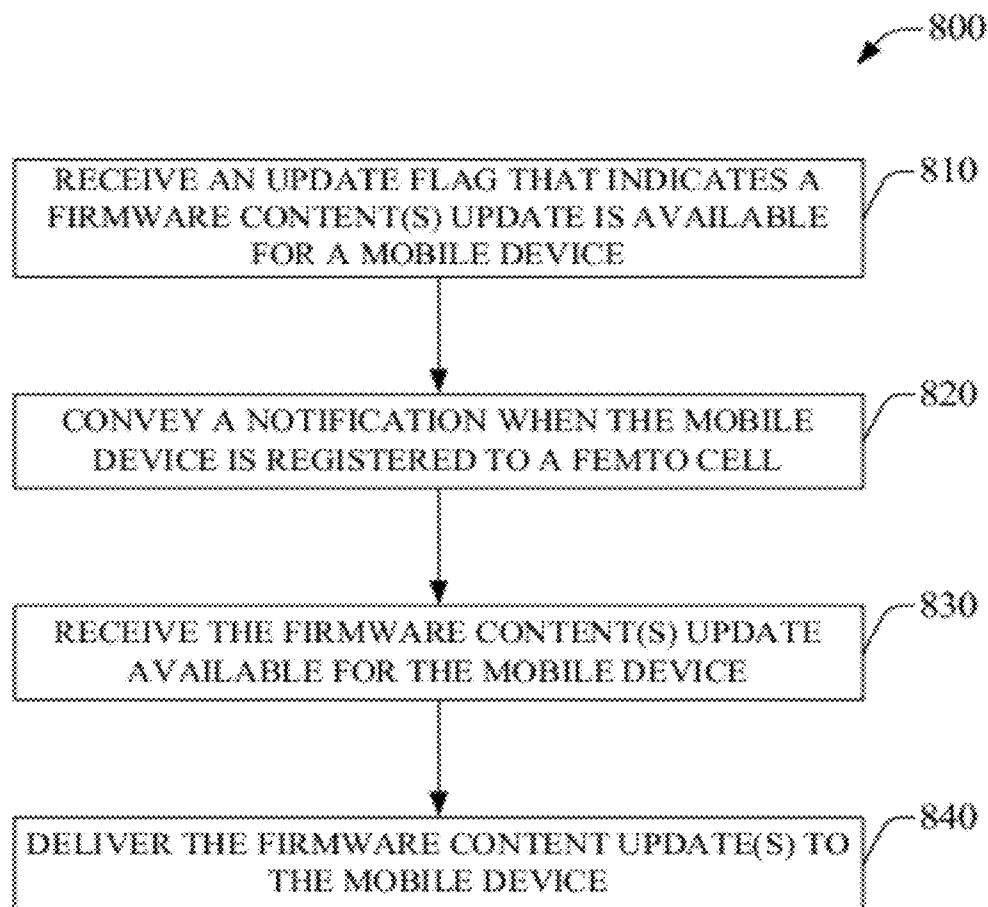 800
RECEIVE AN UPDATE FLAG THAT INDICATES A
FIRMWARE CONTENT(S) UPDATE IS AVAILABLE
FOR A MOBILE DEVICE
810
CONVEY A NOTIFICATION WHEN THE MOBILE
DEVICE IS REGISTERED TO A FEMTO CELL
820
RECEIVE THE FIRMWARE CONTENT(S) UPDATE
AVAILABLE FOR THE MOBILE DEVICE
830
DELIVER THE FIRMWARE CONTENT UPDATE(S) TO
THE MOBILE DEVICE
840